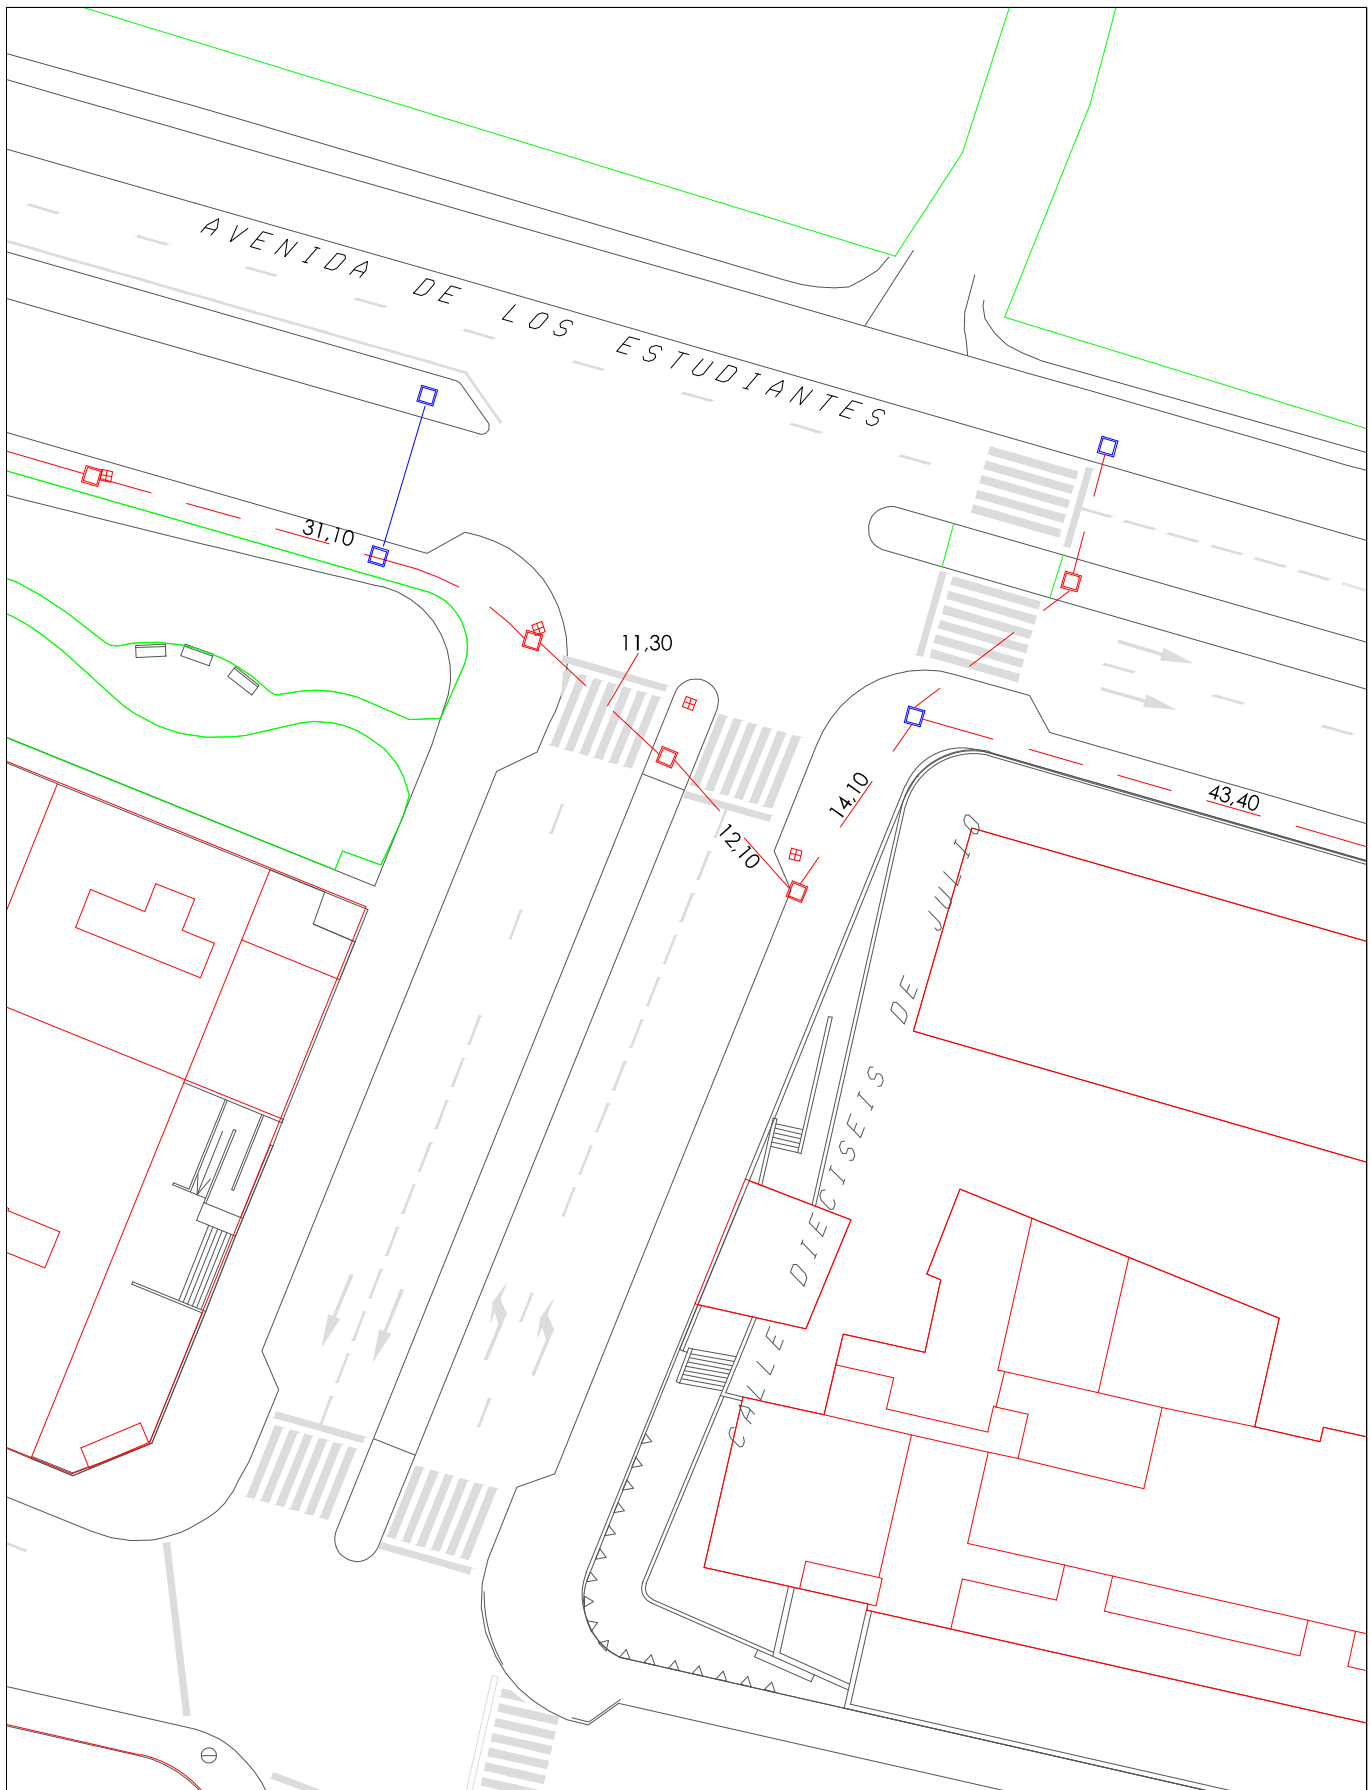 AVENIDA DE LOS ESTUDIANTES
31,10
11,30
12,10
14,10
43,40
CALLE DIECISEIS DE JULIO